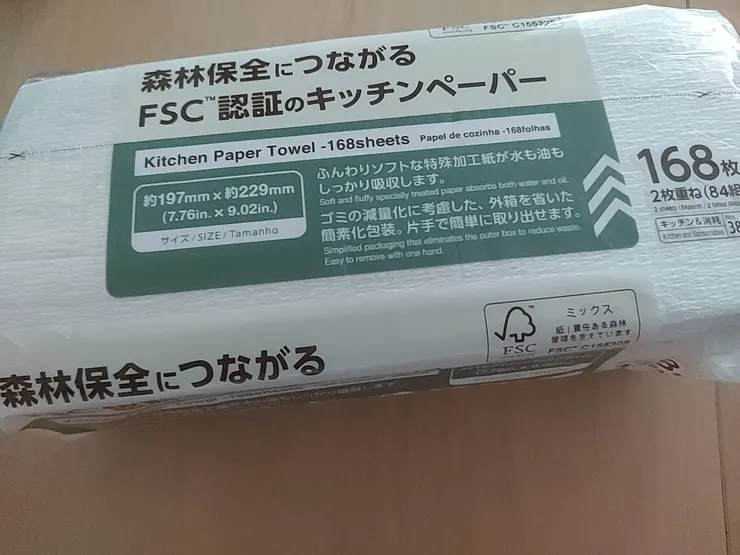 FSC™ C155305
森林保全につながる
FSC™認証のキッチンペーパー
Kitchen Paper Towel -168sheets Papel de cozinha -168folhas
約197mm×約229mm
(7.76in. × 9.02in.)
サイズ/SIZE/Tamanho
ふんわりソフトな特殊加工紙が水も油も
しっかり吸収します。
Soft and fluffy specially treated paper absorbs both water and oil.
ゴミの減量化に考慮した、外箱を省いた
簡素化包装。片手で簡単に取り出せます。
Simplified packaging that eliminates the outer box to reduce waste.
Easy to remove with one hand.
168枚
2枚重ね(84組
キッチン&消耗
Kitchen and Consumables
38
FSC
ミックス
紙|責任ある森林
管理を支えています
FSC™ C155305
森林保全につながる